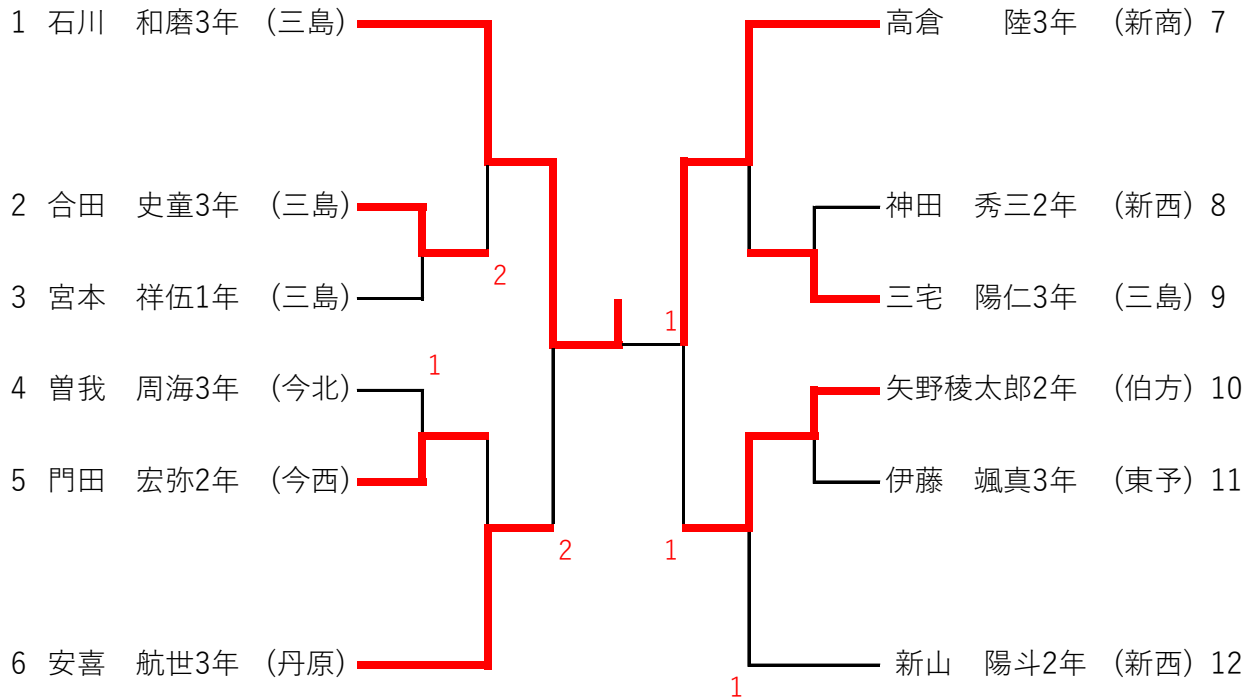 1 石川 和磨3年 (三島)
高倉 陸3年 (新商) 7
2 合田 史童3年 (三島)
神田 秀三2年 (新西) 8
2
3 宮本 祥伍1年 (三島)
三宅 陽仁3年 (三島) 9
1
1
4 曽我 周海3年 (今北)
矢野稜太郎2年 (伯方) 10
5 門田 宏弥2年 (今西)
伊藤 颯真3年 (東予) 11
2
1
6 安喜 航世3年 (丹原)
新山 陽斗2年 (新西) 12
1